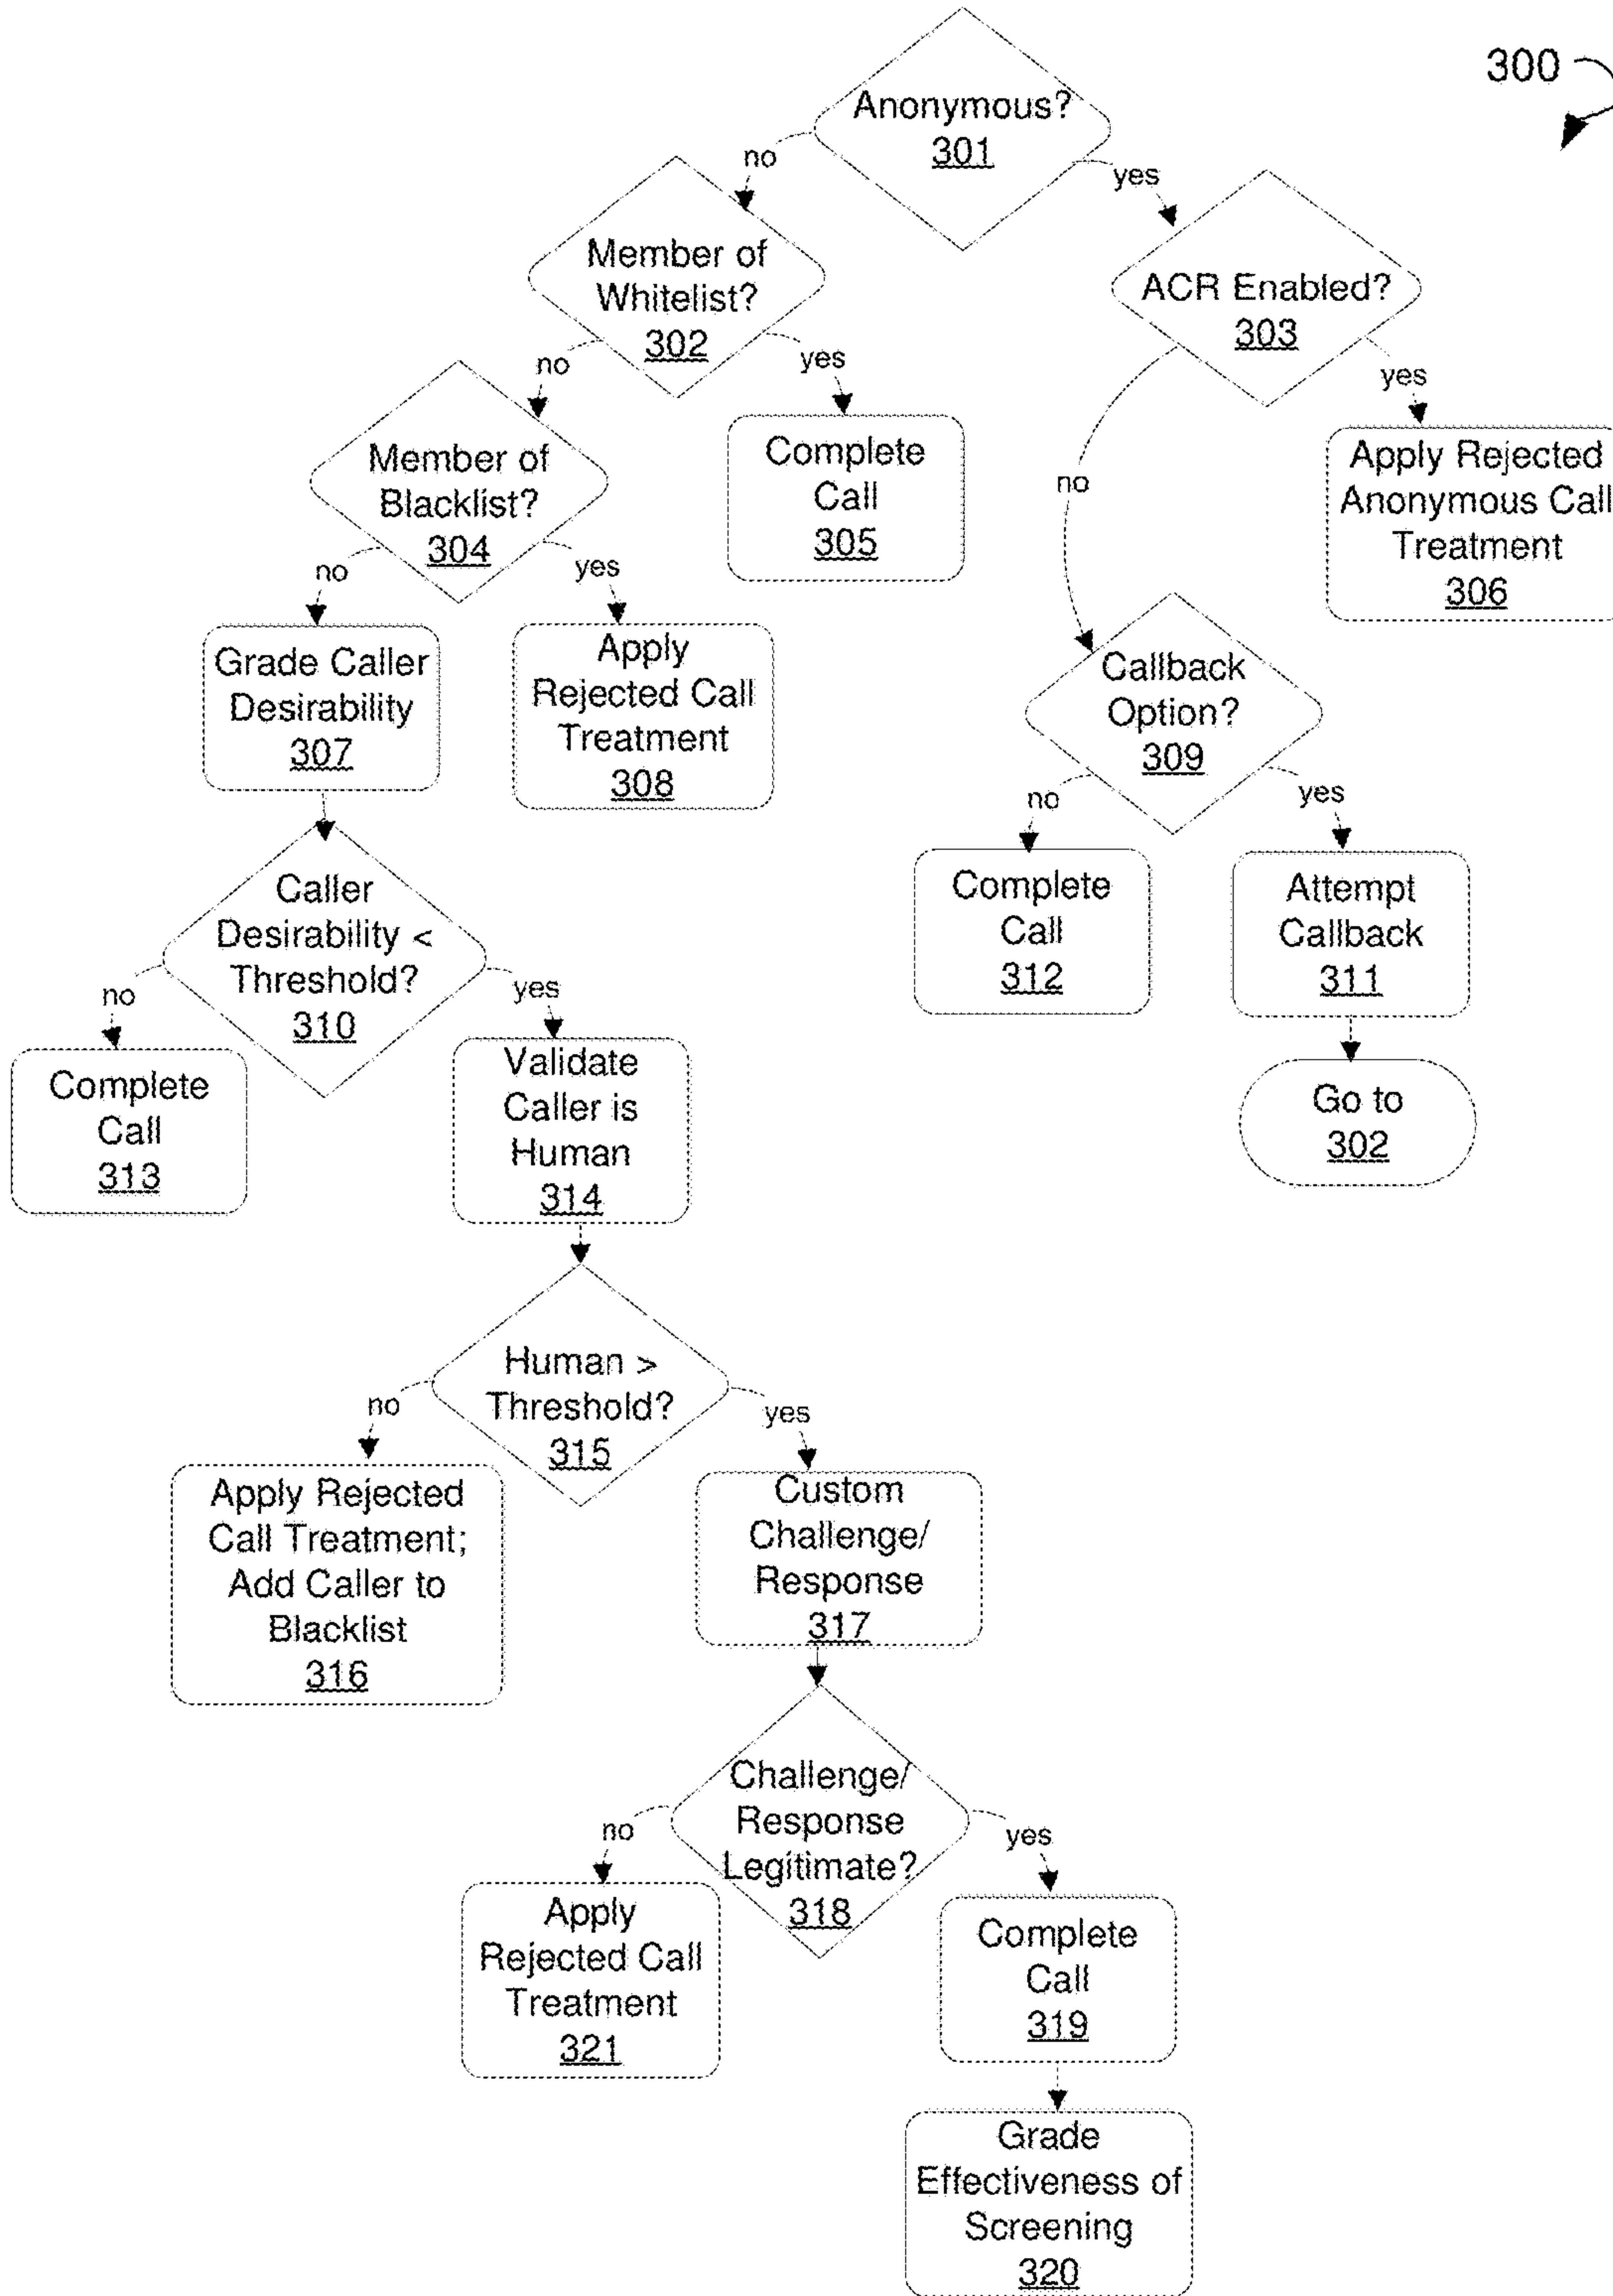 300
Anonymous?
301
no
yes
Member of
Whitelist?
302
ACR Enabled?
303
no
yes
no
yes
Member of
Blacklist?
304
Complete
Call
305
Apply Rejected
Anonymous Call
Treatment
306
no
yes
Grade Caller
Desirability
307
Apply
Rejected Call
Treatment
308
Callback
Option?
309
no
yes
Caller
Desirability <
Threshold?
310
Complete
Call
312
Attempt
Callback
311
no
yes
Complete
Call
313
Validate
Caller is
Human
314
Go to
302
Human >
Threshold?
315
no
yes
Apply Rejected
Call Treatment;
Add Caller to
Blacklist
316
Custom
Challenge/
Response
317
Challenge/
Response
Legitimate?
318
no
yes
Apply
Rejected Call
Treatment
321
Complete
Call
319
Grade
Effectiveness of
Screening
320